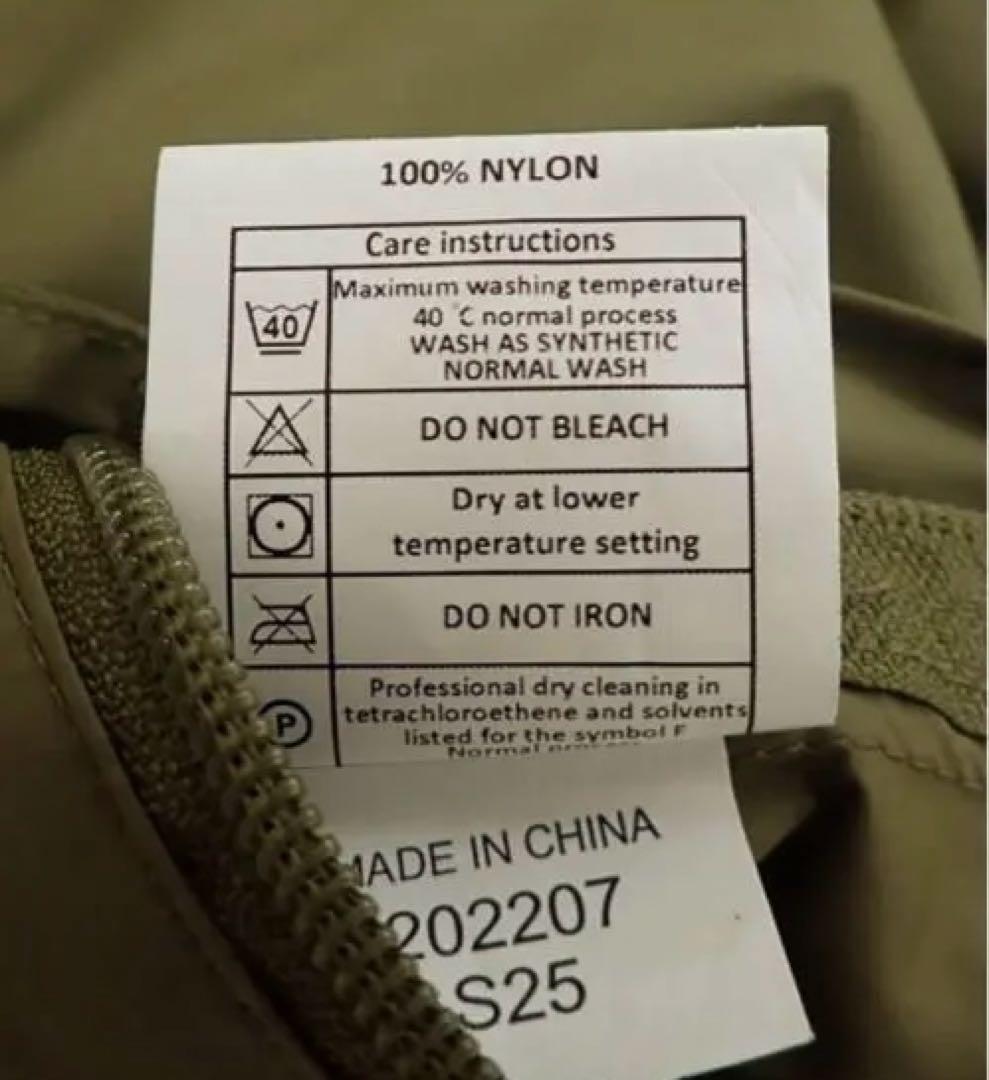 100% NYLON
Care instructions
40
Maximum washing temperature
40 °C normal process
WASH AS SYNTHETIC
NORMAL WASH
DO NOT BLEACH
Dry at lower
temperature setting
DO NOT IRON
P
Professional dry cleaning in
tetrachloroethene and solvents
listed for the symbol F
Normal
MADE IN CHINA
202207
S25